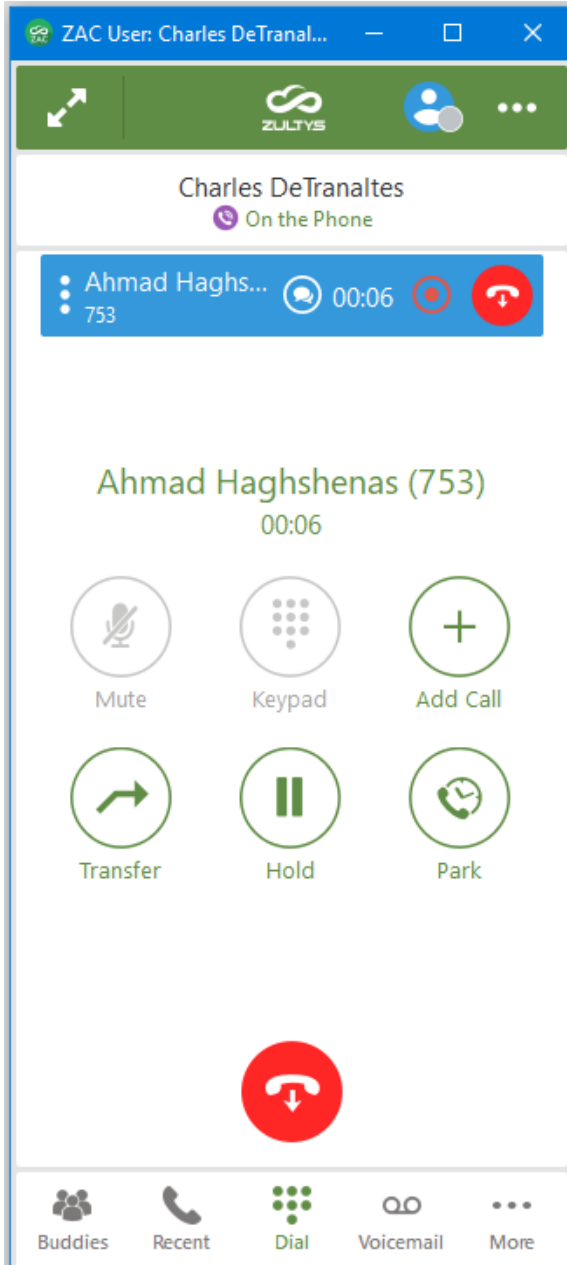 ZAC User: Charles DeTranal...
ZULTYS
Charles DeTranaltes
On the Phone
Ahmad Haghs... 00:06
753
Ahmad Haghshenas (753)
00:06
Mute Keypad Add Call
Transfer Hold Park
Buddies Recent Dial Voicemail More